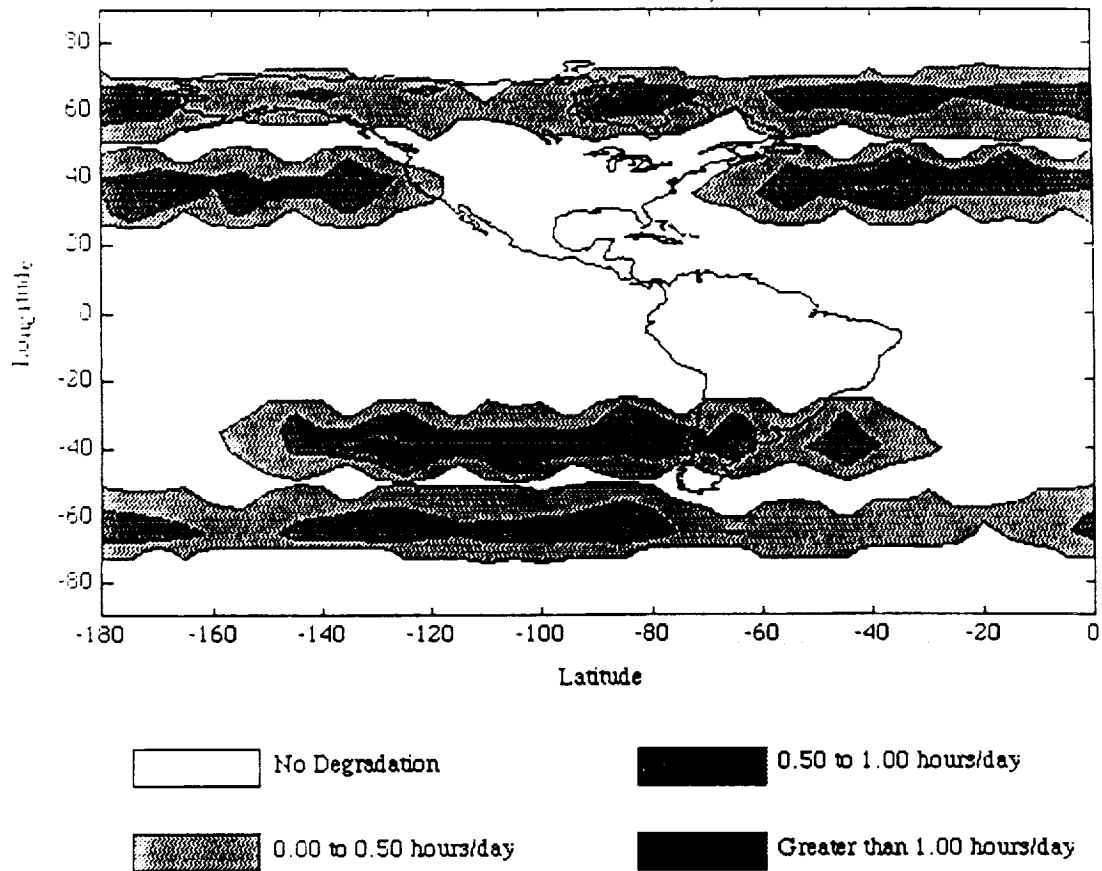 80
60
40
20
0
-20
-40
-60
-80
-180 -160 -140 -120 -100 -80 -60 -40 -20 0
Longitude
Latitude
No Degradation
0.50 to 1.00 hours/day
0.00 to 0.50 hours/day
Greater than 1.00 hours/day